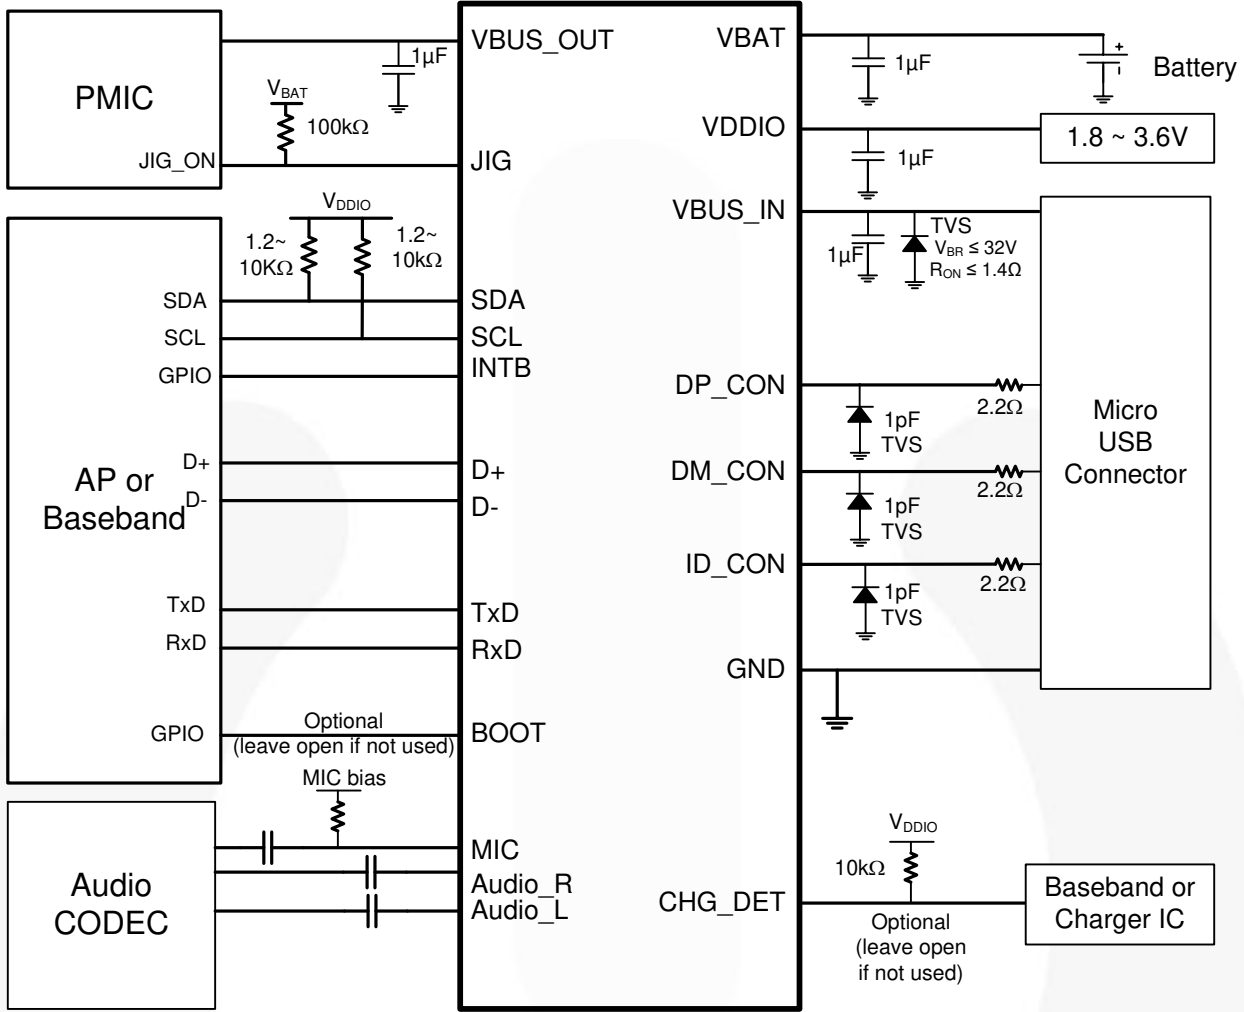 PMIC
JIG_ON
VBAT
100kΩ
1µF
VBUS_OUT
JIG
VDDIO
1.2~
10KΩ
1.2~
10kΩ
AP or
Baseband
SDA
SCL
GPIO
D+
D-
TxD
RxD
GPIO
SDA
SCL
INTB
D+
D-
TxD
RxD
BOOT
Optional
(leave open if not used)
MIC bias
Audio
CODEC
MIC
Audio_R
Audio_L
VBAT
1µF
+
-
Battery
VDDIO
1µF
1.8 ~ 3.6V
VBUS_IN
1µF
TVS
VBR ≤ 32V
RON ≤ 1.4Ω
DP_CON
1pF
TVS
2.2Ω
DM_CON
1pF
TVS
2.2Ω
ID_CON
1pF
TVS
2.2Ω
GND
Micro
USB
Connector
VDDIO
10kΩ
CHG_DET
Optional
(leave open
if not used)
Baseband or
Charger IC